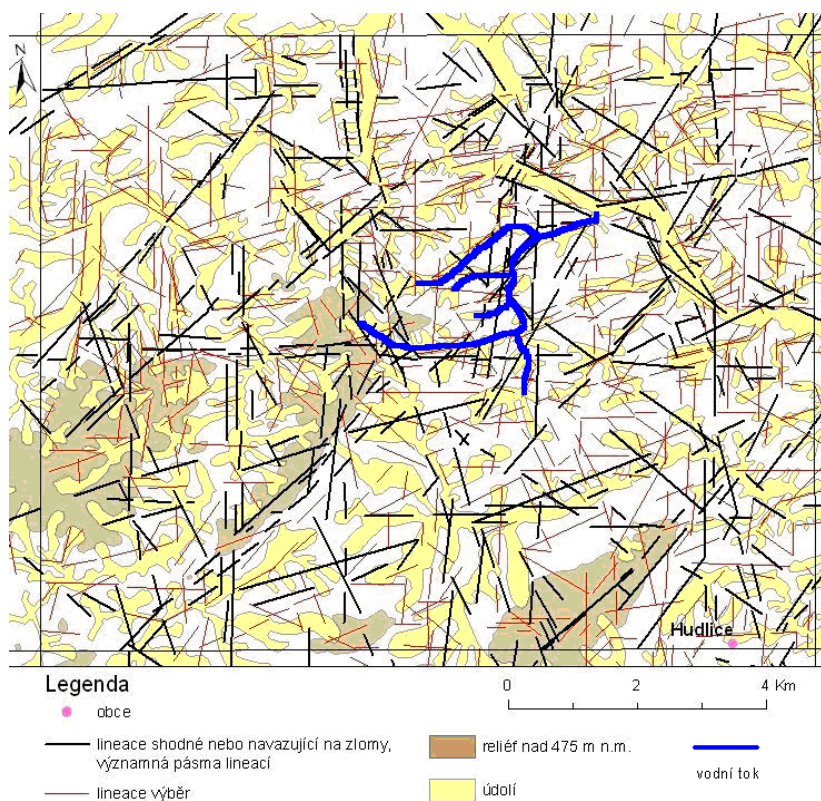 N
Hudlice
Legenda
obce
lineace shodné nebo navazující na zlomy,
významná pásma lineací
lineace výběr
0 2 4 Km
reliéf nad 475 m n.m.
údolí
vodní tok